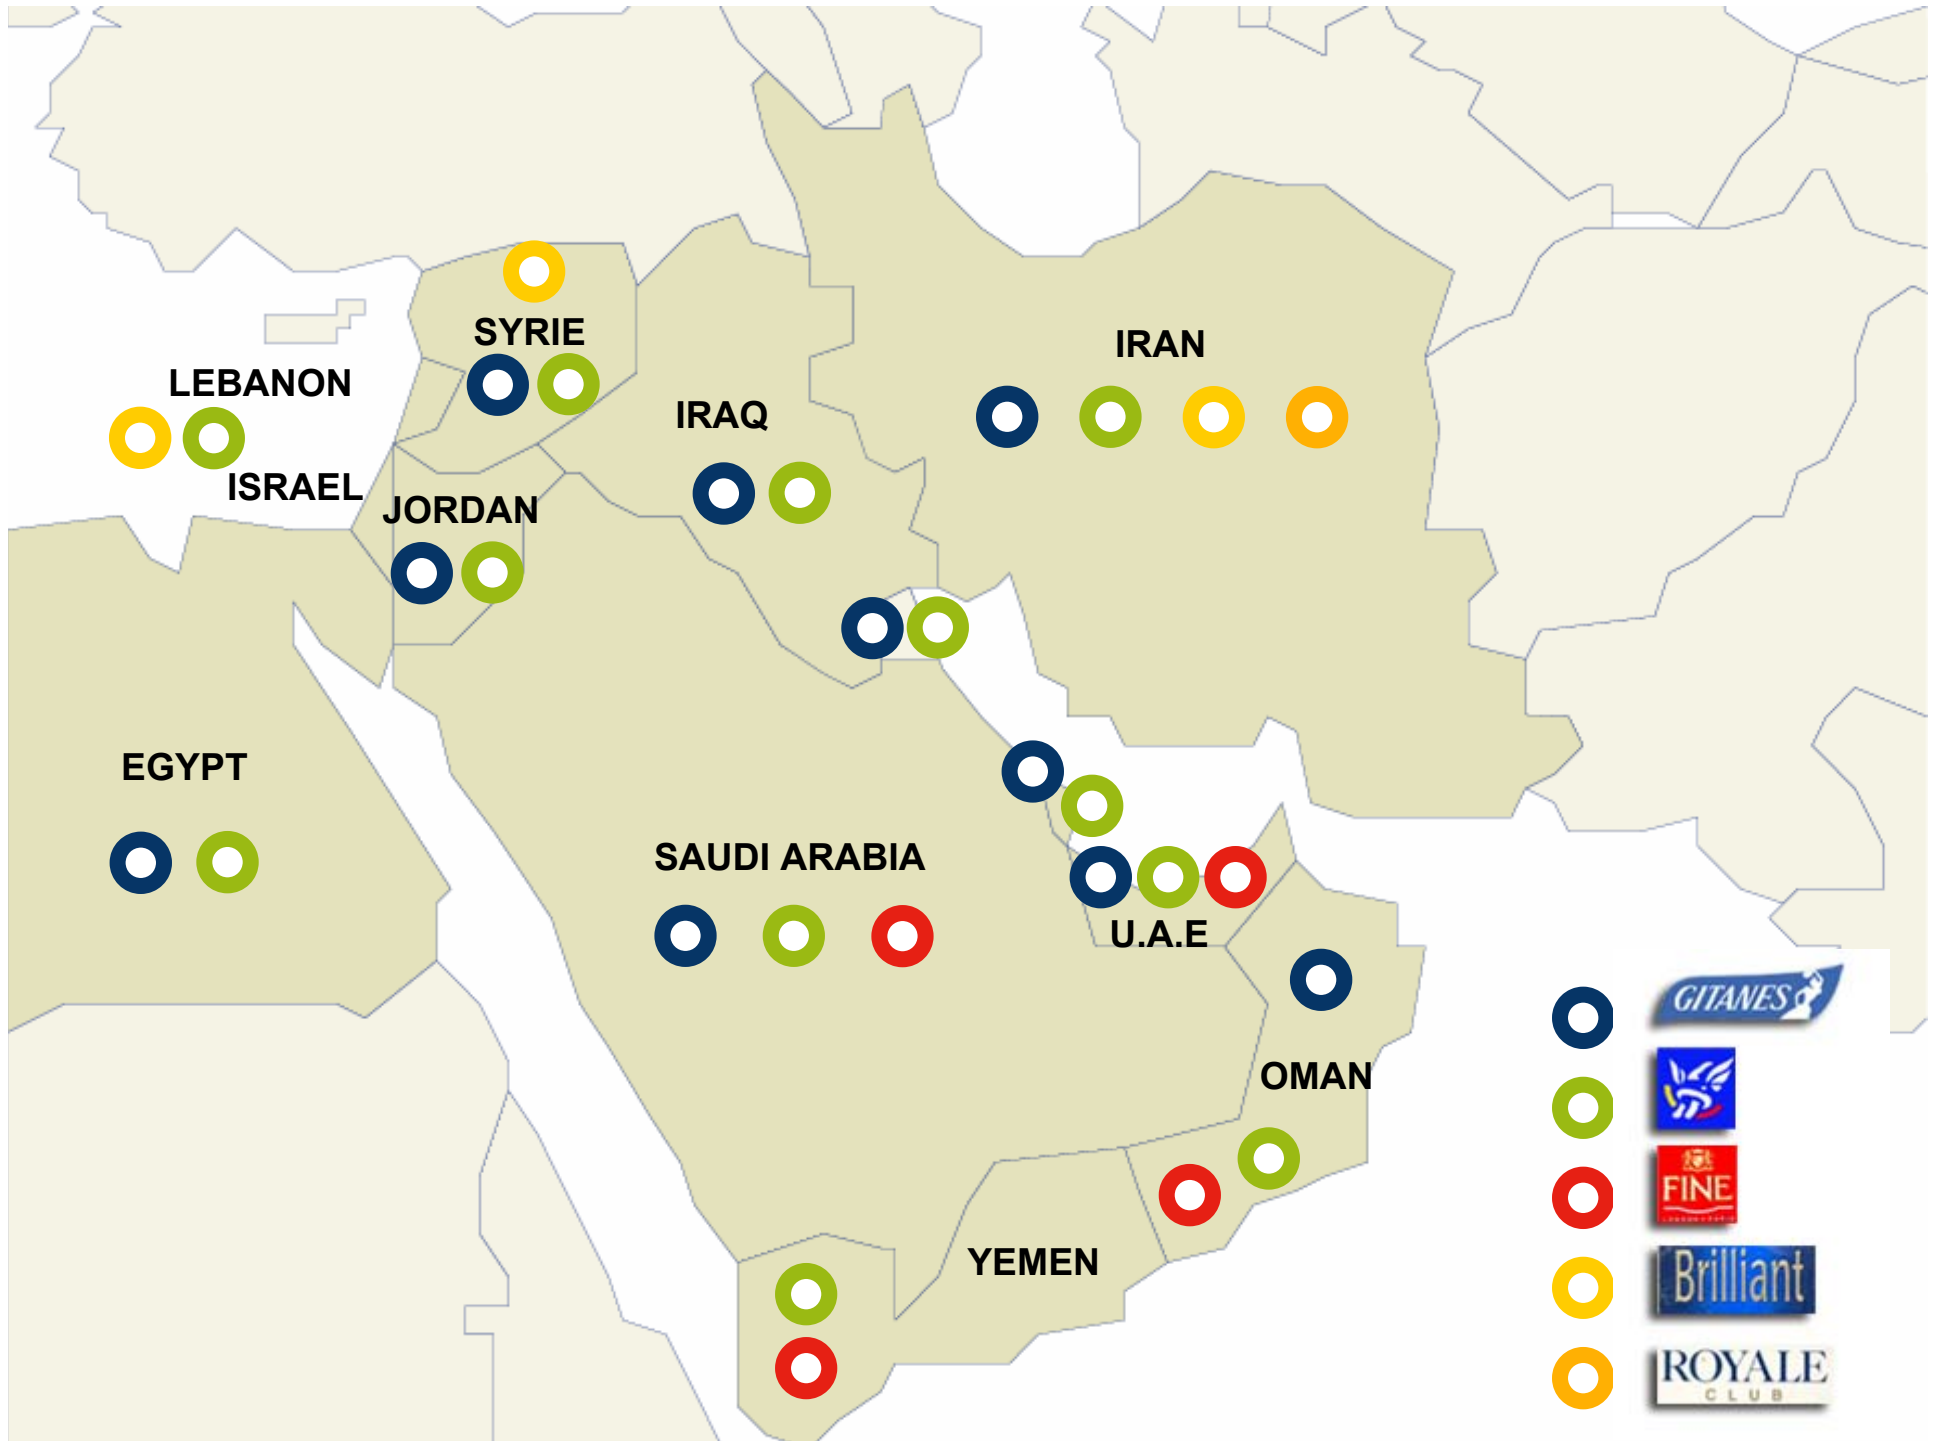 SYRIE
IRAN
LEBANON
IRAQ
ISRAEL
JORDAN
EGYPT
SAUDI ARABIA
U.A.E
OMAN
YEMEN
GITANES
FINE
Brilliant
ROYALE
CLUB